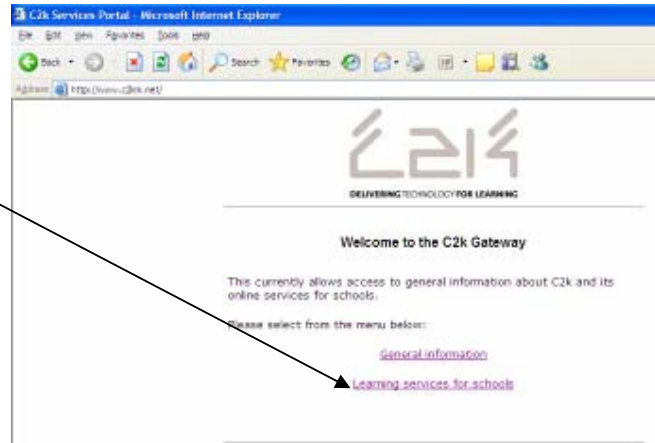 C2k Services Portal - Microsoft Internet Explorer
File Edit View Favorites Tools Help
Back Search Favorites
Address http://www.c2kni.net/
C2k
DELIVERING TECHNOLOGY FOR LEARNING
Welcome to the C2k Gateway
This currently allows access to general information about C2k and its
online services for schools.
Please select from the menu below:
General information
Learning services for schools